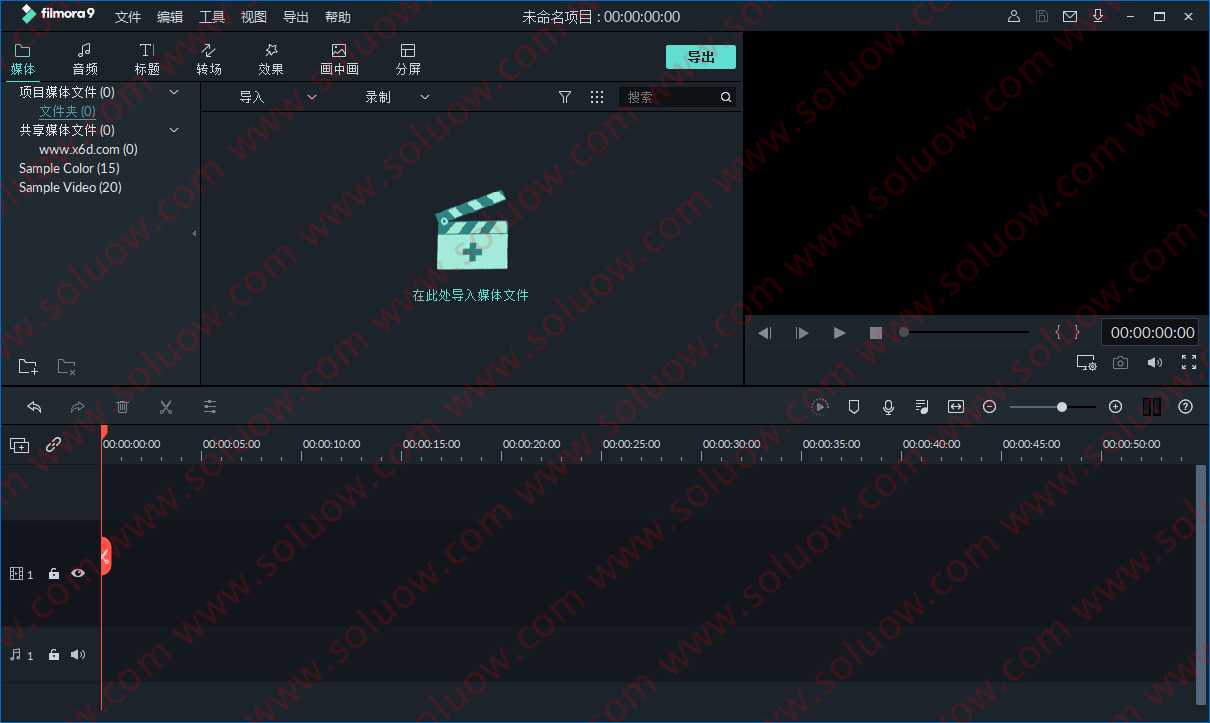 filmora9 文件 编辑 工具 视图 导出 帮助 未命名项目 : 00:00:00:00
媒体 音频 标题 转场 效果 画中画 分屏 导出
项目媒体文件 (0) 导入 录制 搜索
文件夹 (0)
共享媒体文件 (0)
www.x6d.com (0)
Sample Color (15)
Sample Video (20)
在此处导入媒体文件
{ } 00:00:00:00
00:00:00:00 00:00:05:00 00:00:10:00 00:00:15:00 00:00:20:00 00:00:25:00 00:00:30:00 00:00:35:00 00:00:40:00 00:00:45:00 00:00:50:00
1
1
www.soluow.com